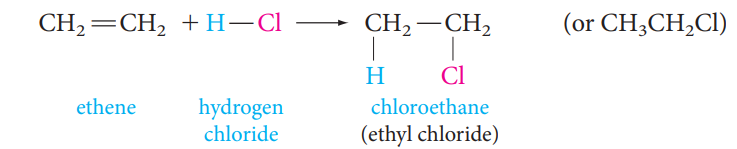 CH₂=CH₂ + H—Cl ⟶ CH₂—CH₂ (or CH₃CH₂Cl)
H Cl
ethene hydrogen chloride chloroethane
(ethyl chloride)